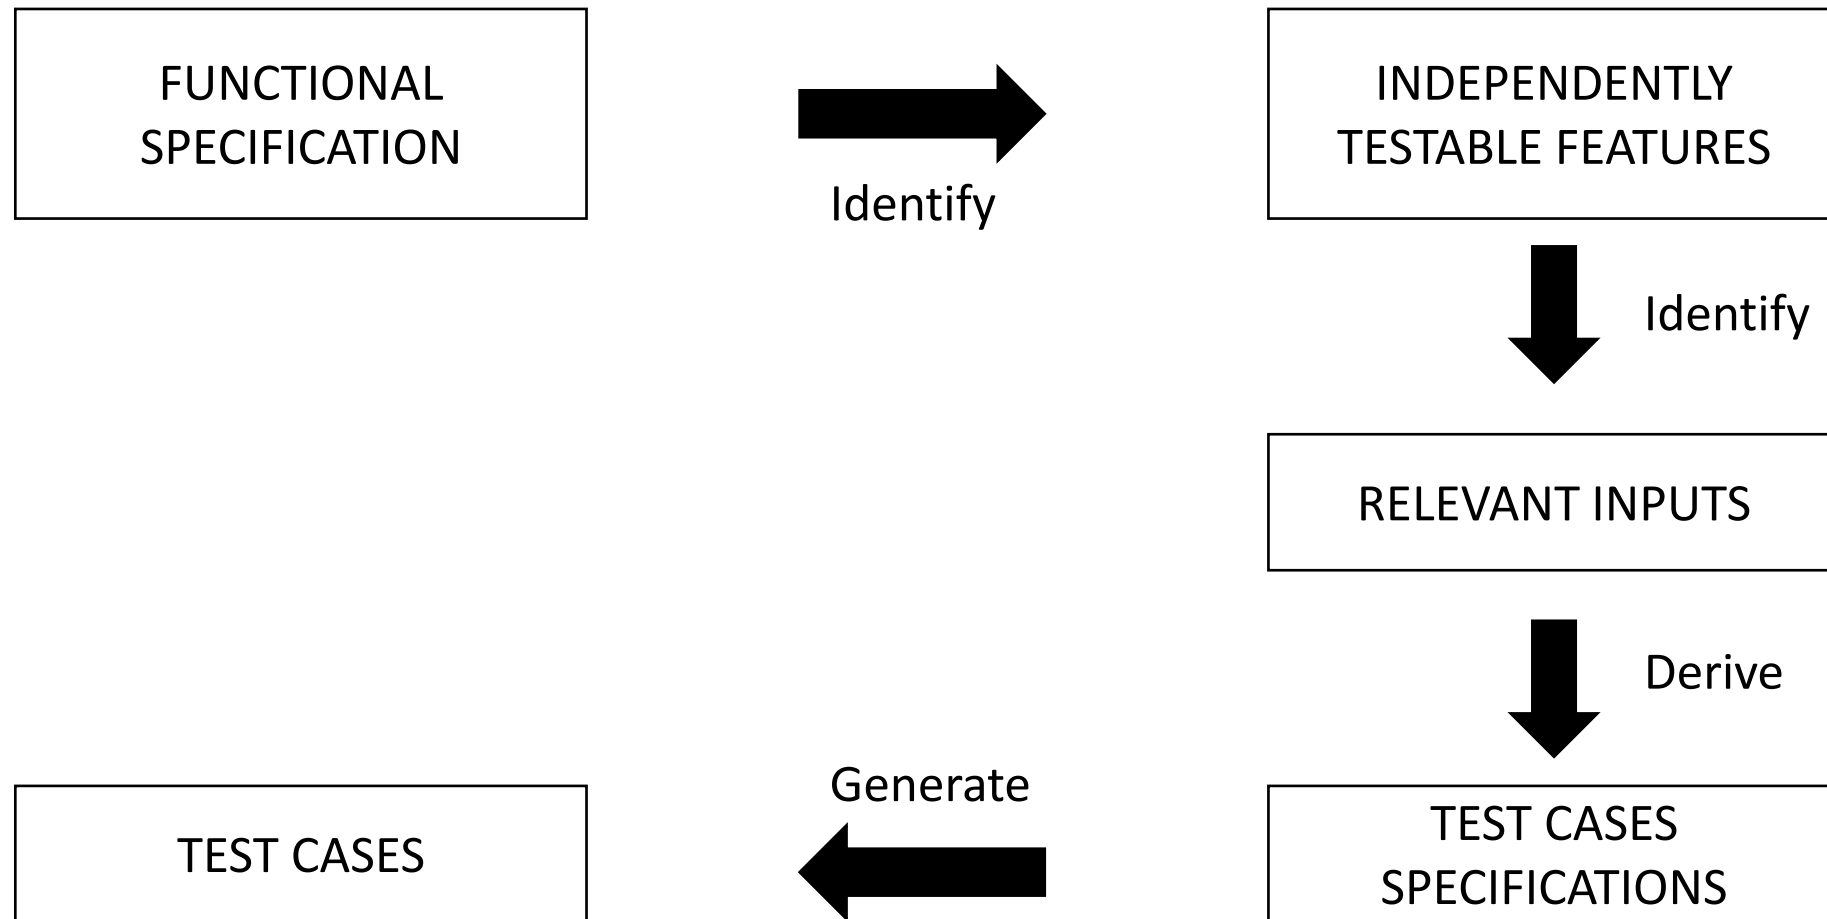 FUNCTIONAL
SPECIFICATION
Identify
INDEPENDENTLY
TESTABLE FEATURES
Identify
RELEVANT INPUTS
Derive
TEST CASES
SPECIFICATIONS
Generate
TEST CASES